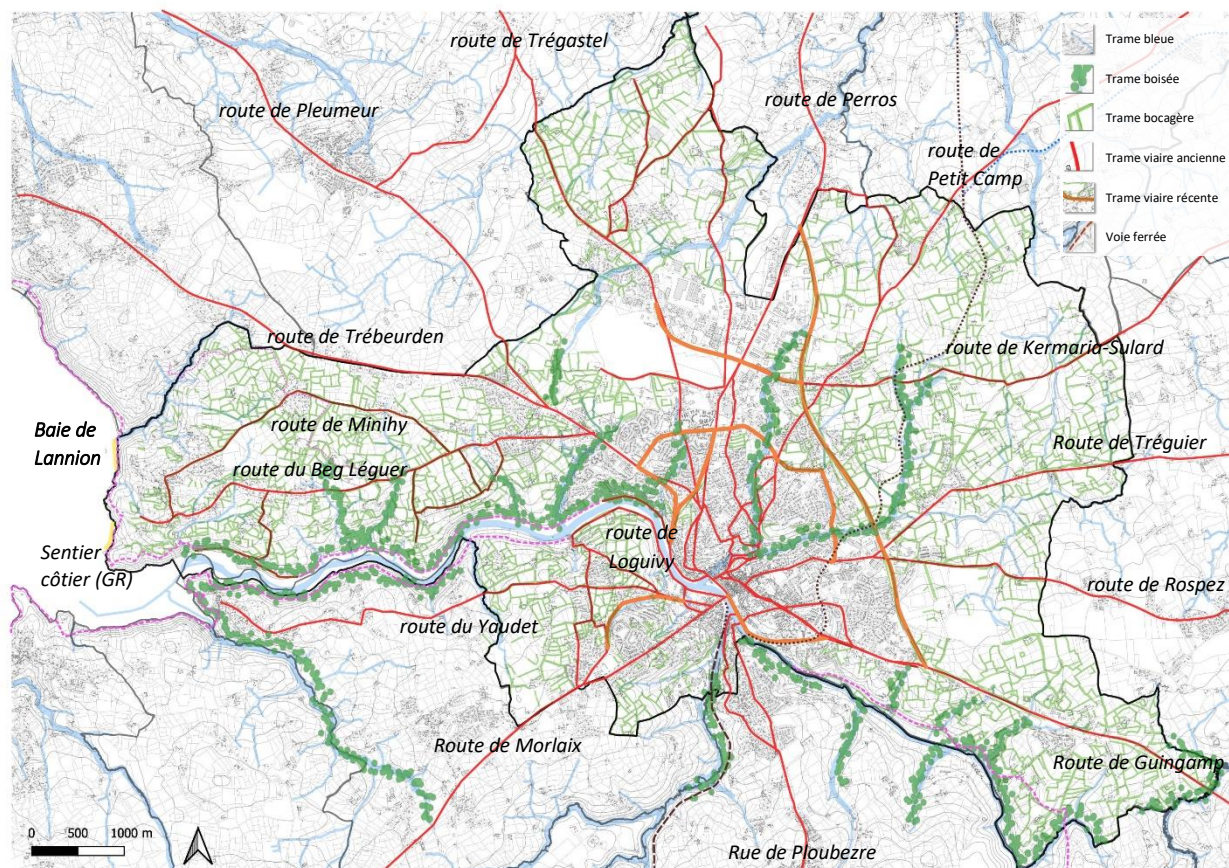 route de Trégastel
route de Pleumeur
route de Perros
route de
Petit Camp
route de Trébeurden
route de Kermaria-Sulard
Baie de
Lannion
route de Minihy
Route de Tréguier
route du Beg Léguer
Sentier
côtier (GR)
route de
Loguivy
route de Rospez
route du Yaudet
Route de Morlaix
Route de Guingamp
Rue de Ploubezre
0 500 1000 m
Trame bleue
Trame boisée
Trame bocagère
Trame viaire ancienne
Trame viaire récente
Voie ferrée